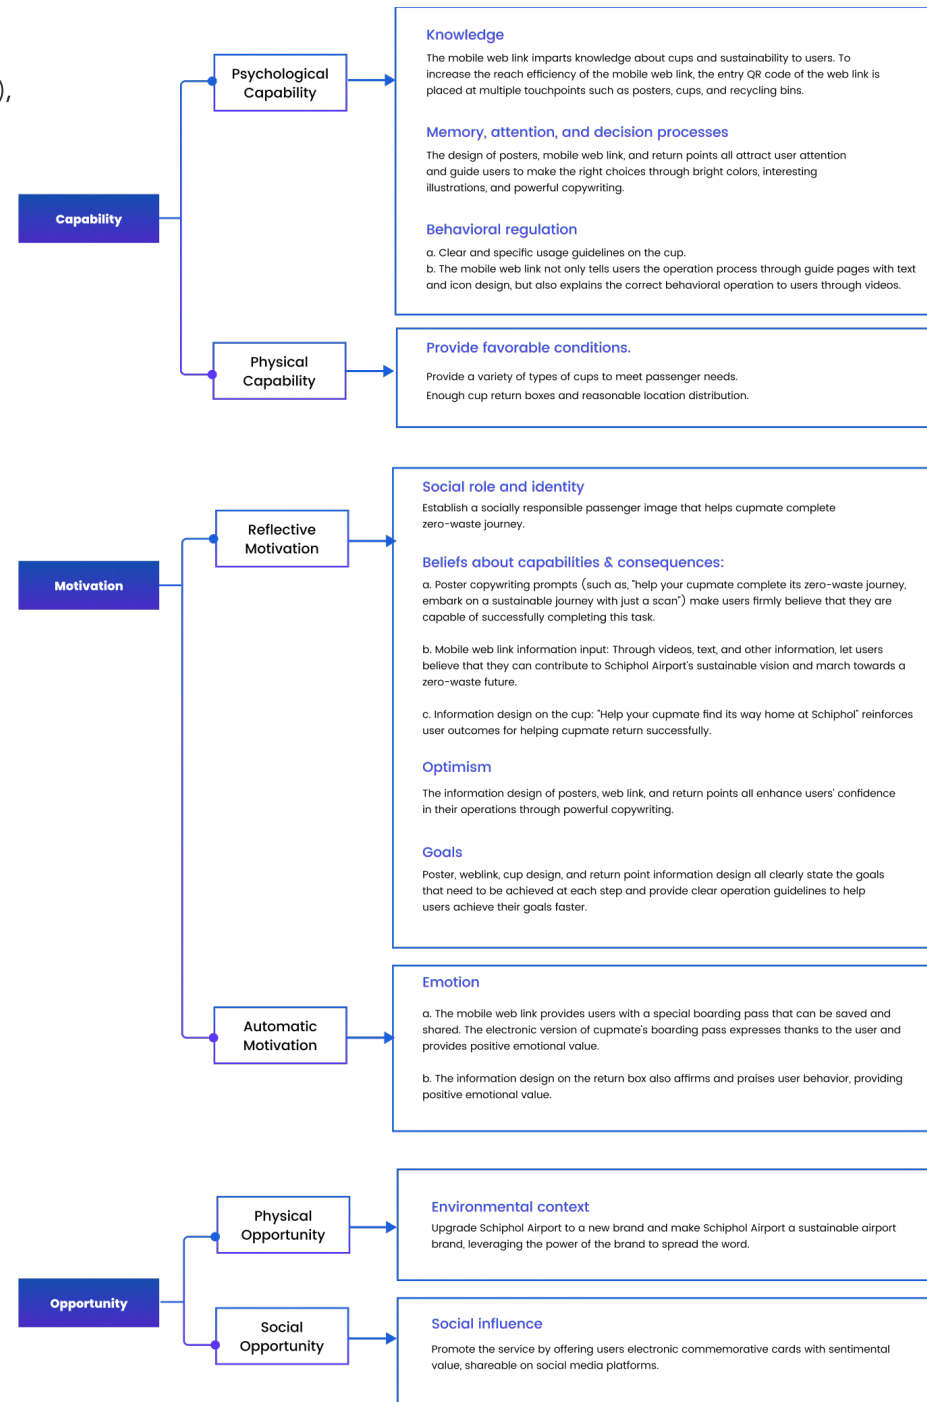 ),
Capability
Psychological
Capability
Knowledge
The mobile web link imparts knowledge about cups and sustainability to users. To
increase the reach efficiency of the mobile web link, the entry QR code of the web link is
placed at multiple touchpoints such as posters, cups, and recycling bins.
Memory, attention, and decision processes
The design of posters, mobile web link, and return points all attract user attention
and guide users to make the right choices through bright colors, interesting
illustrations, and powerful copywriting.
Behavioral regulation
a. Clear and specific usage guidelines on the cup.
b. The mobile web link not only tells users the operation process through guide pages with text
and icon design, but also explains the correct behavioral operation to users through videos.
Physical
Capability
Provide favorable conditions.
Provide a variety of types of cups to meet passenger needs.
Enough cup return boxes and reasonable location distribution.
Motivation
Reflective
Motivation
Social role and identity
Establish a socially responsible passenger image that helps cupmate complete
zero-waste journey.
Beliefs about capabilities & consequences:
a. Poster copywriting prompts (such as, "help your cupmate complete its zero-waste journey,
embark on a sustainable journey with just a scan") make users firmly believe that they are
capable of successfully completing this task.
b. Mobile web link information input: Through videos, text, and other information, let users
believe that they can contribute to Schiphol Airport's sustainable vision and march towards a
zero-waste future.
c. Information design on the cup: "Help your cupmate find its way home at Schiphol" reinforces
user outcomes for helping cupmate return successfully.
Optimism
The information design of posters, web link, and return points all enhance users' confidence
in their operations through powerful copywriting.
Goals
Poster, weblink, cup design, and return point information design all clearly state the goals
that need to be achieved at each step and provide clear operation guidelines to help
users achieve their goals faster.
Automatic
Motivation
Emotion
a. The mobile web link provides users with a special boarding pass that can be saved and
shared. The electronic version of cupmate's boarding pass expresses thanks to the user and
provides positive emotional value.
b. The information design on the return box also affirms and praises user behavior, providing
positive emotional value.
Opportunity
Physical
Opportunity
Environmental context
Upgrade Schiphol Airport to a new brand and make Schiphol Airport a sustainable airport
brand, leveraging the power of the brand to spread the word.
Social
Opportunity
Social influence
Promote the service by offering users electronic commemorative cards with sentimental
value, shareable on social media platforms.